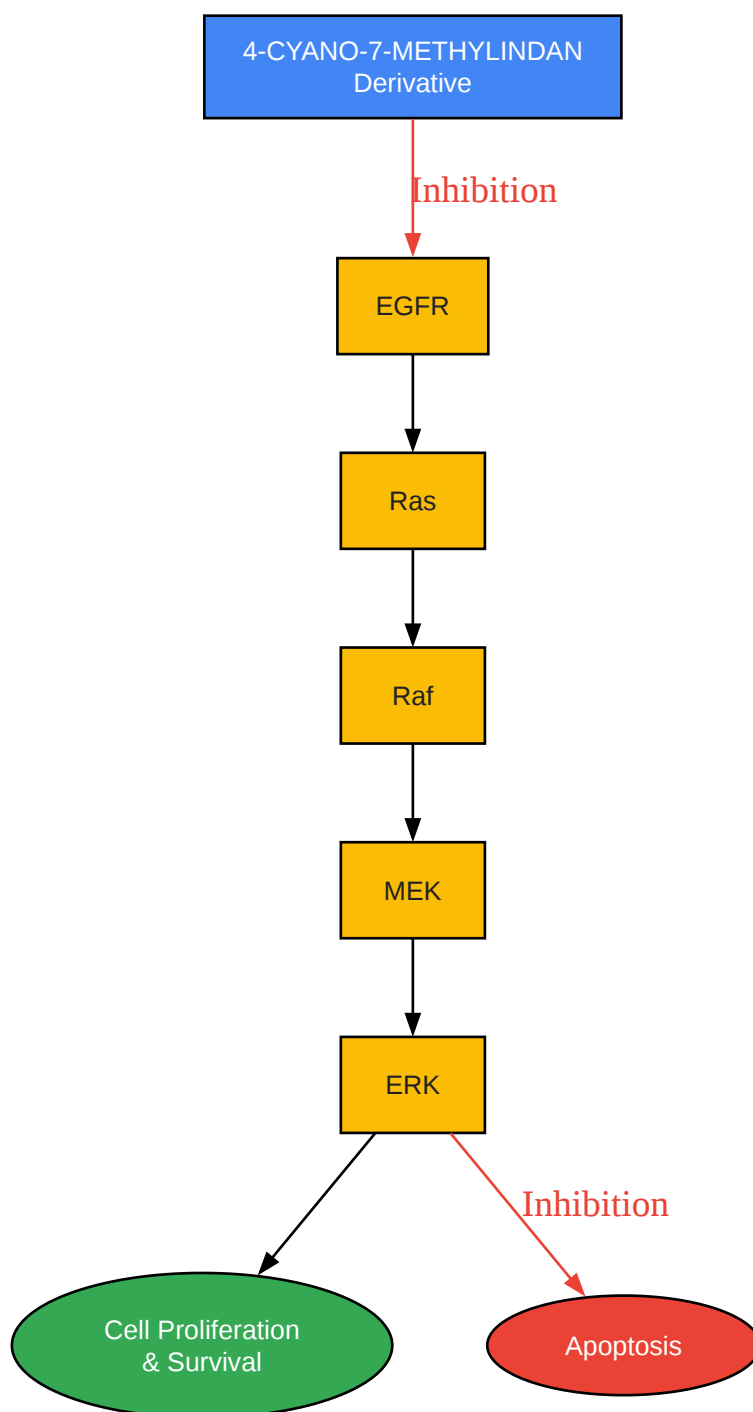 4-CYANO-7-METHYLINDAN
Derivative
Inhibition
EGFR
Ras
Raf
MEK
ERK
Inhibition
Cell Proliferation
& Survival
Apoptosis